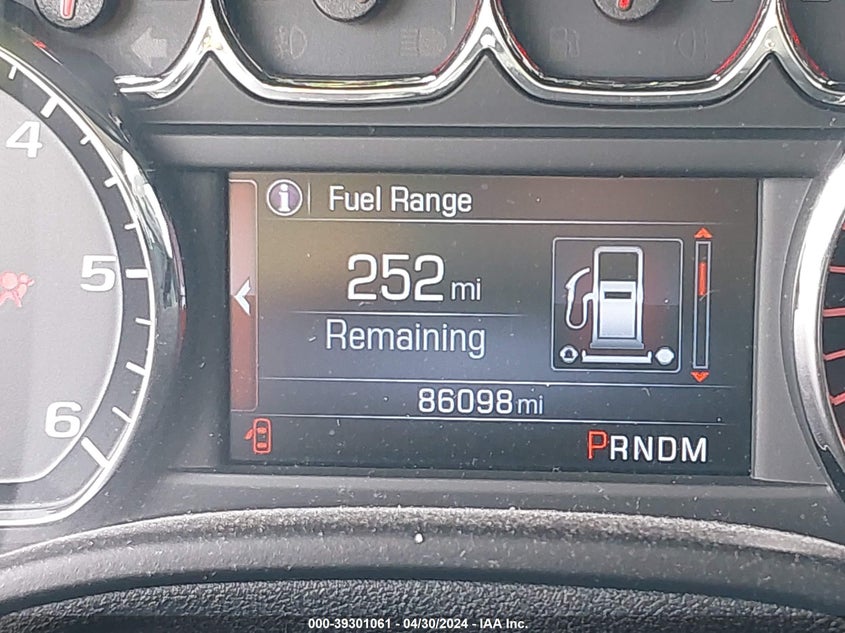 4
5
6
i Fuel Range
252 mi
Remaining
86098 mi
PRNDM
000-39301061 - 04/30/2024 - IAA Inc.